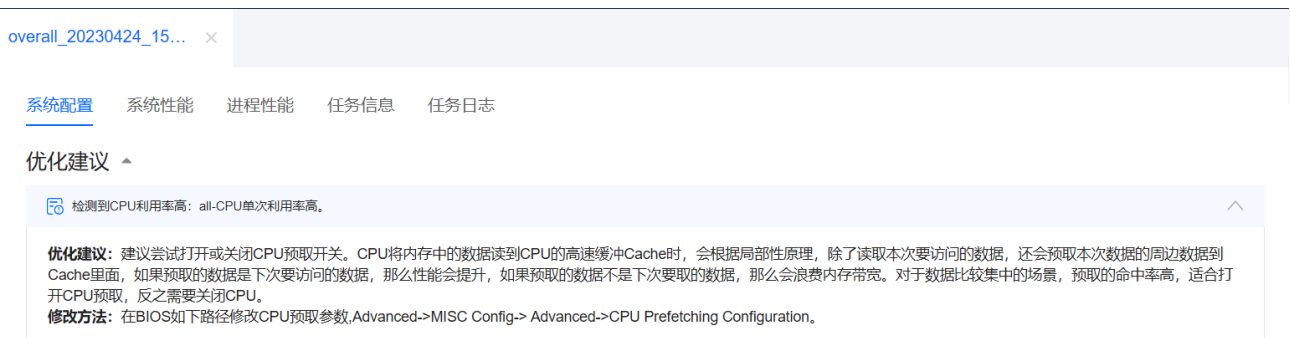 overall_20230424_15...
系统配置 系统性能 进程性能 任务信息 任务日志
优化建议
检测到CPU利用率高：all-CPU单次利用率高。
优化建议：建议尝试打开或关闭CPU预取开关。CPU将内存中的数据读到CPU的高速缓冲Cache时，会根据局部性原理，除了读取本次要访问的数据，还会预取本次数据的周边数据到
Cache里面，如果预取的数据是下次要访问的数据，那么性能会提升，如果预取的数据不是下次要取的数据，那么会浪费内存带宽。对于数据比较集中的场景，预取的命中率高，适合打
开CPU预取，反之需要关闭CPU。
修改方法：在BIOS如下路径修改CPU预取参数,Advanced->MISC Config-> Advanced->CPU Prefetching Configuration。